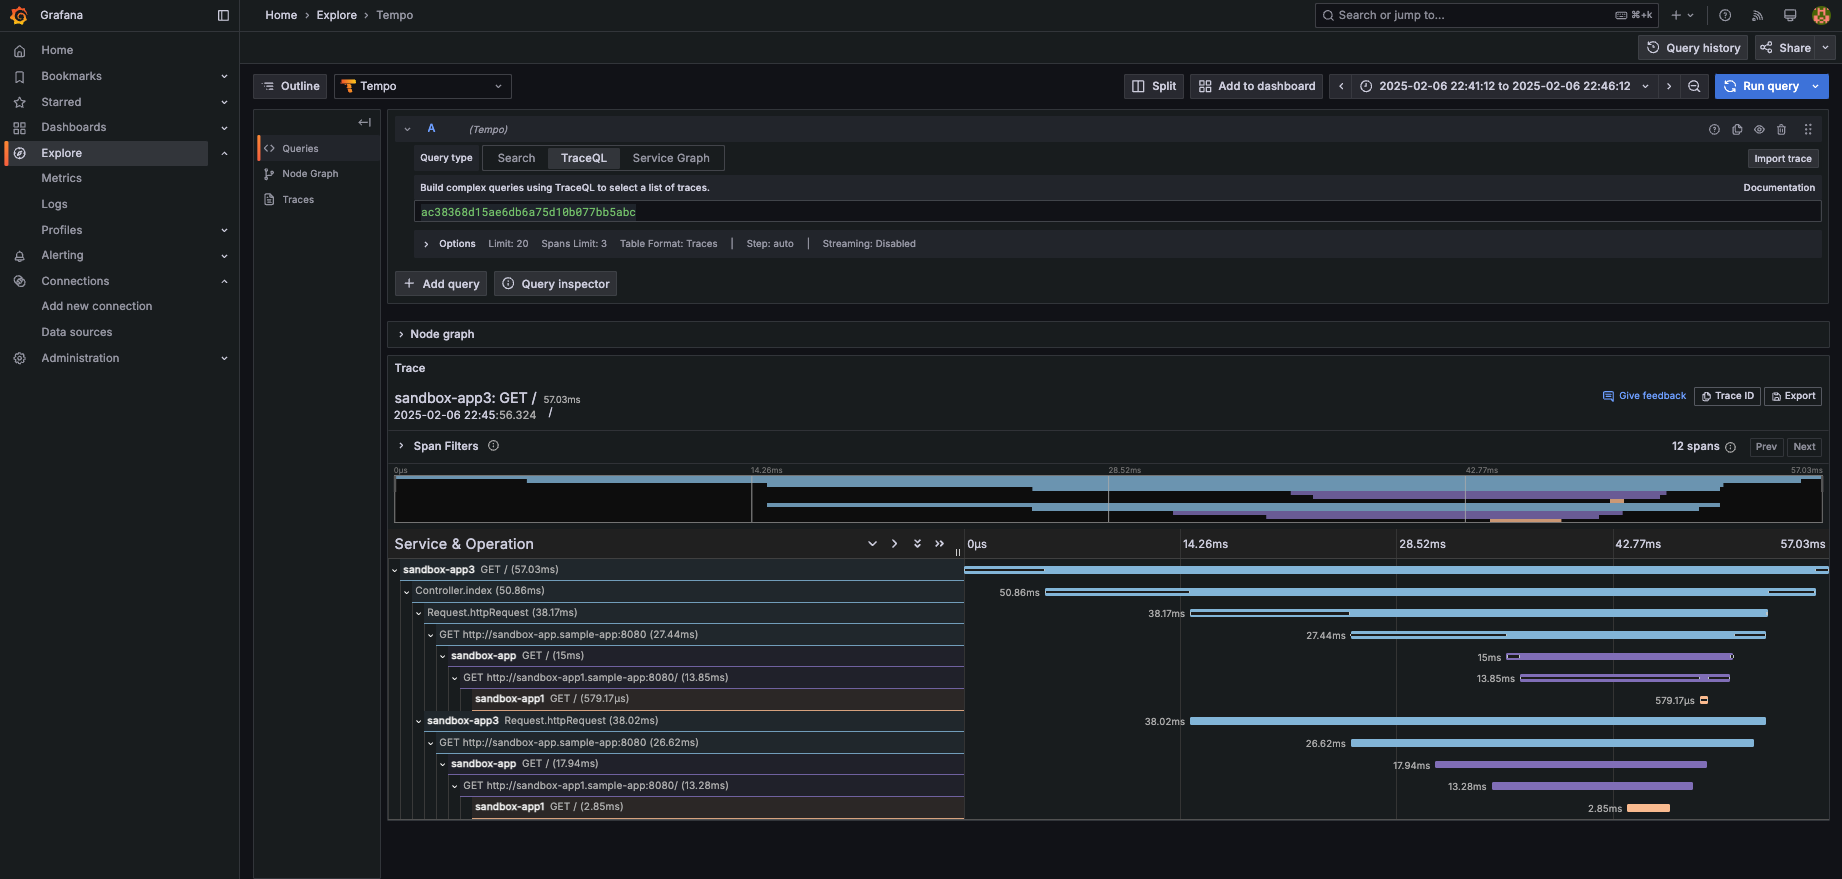 Grafana
Home › Explore › Tempo
Search or jump to...
⌘+k
Home
Bookmarks
Starred
Dashboards
Explore
Metrics
Logs
Profiles
Alerting
Connections
Add new connection
Data sources
Administration
Query history
Share
Outline
Tempo
Split
Add to dashboard
2025-02-06 22:41:12 to 2025-02-06 22:46:12
Run query
Queries
Node Graph
Traces
A (Tempo)
Query type Search TraceQL Service Graph
Import trace
Build complex queries using TraceQL to select a list of traces.
Documentation
ac38368d15ae6db6a75d10b077bb5abc
Options Limit: 20 Spans Limit: 3 Table Format: Traces | Step: auto | Streaming: Disabled
+ Add query
Query inspector
Node graph
Trace
sandbox-app3: GET / 57.03ms
2025-02-06 22:45:56.324 /
Give feedback
Trace ID
Export
Span Filters
12 spans
Prev
Next
0µs 14.26ms 28.52ms 42.77ms 57.03ms
Service & Operation
0µs 14.26ms 28.52ms 42.77ms 57.03ms
sandbox-app3 GET / (57.03ms)
Controller.index (50.86ms) 50.86ms
Request.httpRequest (38.17ms) 38.17ms
GET http://sandbox-app.sample-app:8080 (27.44ms) 27.44ms
sandbox-app GET / (15ms) 15ms
GET http://sandbox-app1.sample-app:8080/ (13.85ms) 13.85ms
sandbox-app1 GET / (579.17µs) 579.17µs
sandbox-app3 Request.httpRequest (38.02ms) 38.02ms
GET http://sandbox-app.sample-app:8080 (26.62ms) 26.62ms
sandbox-app GET / (17.94ms) 17.94ms
GET http://sandbox-app1.sample-app:8080/ (13.28ms) 13.28ms
sandbox-app1 GET / (2.85ms) 2.85ms